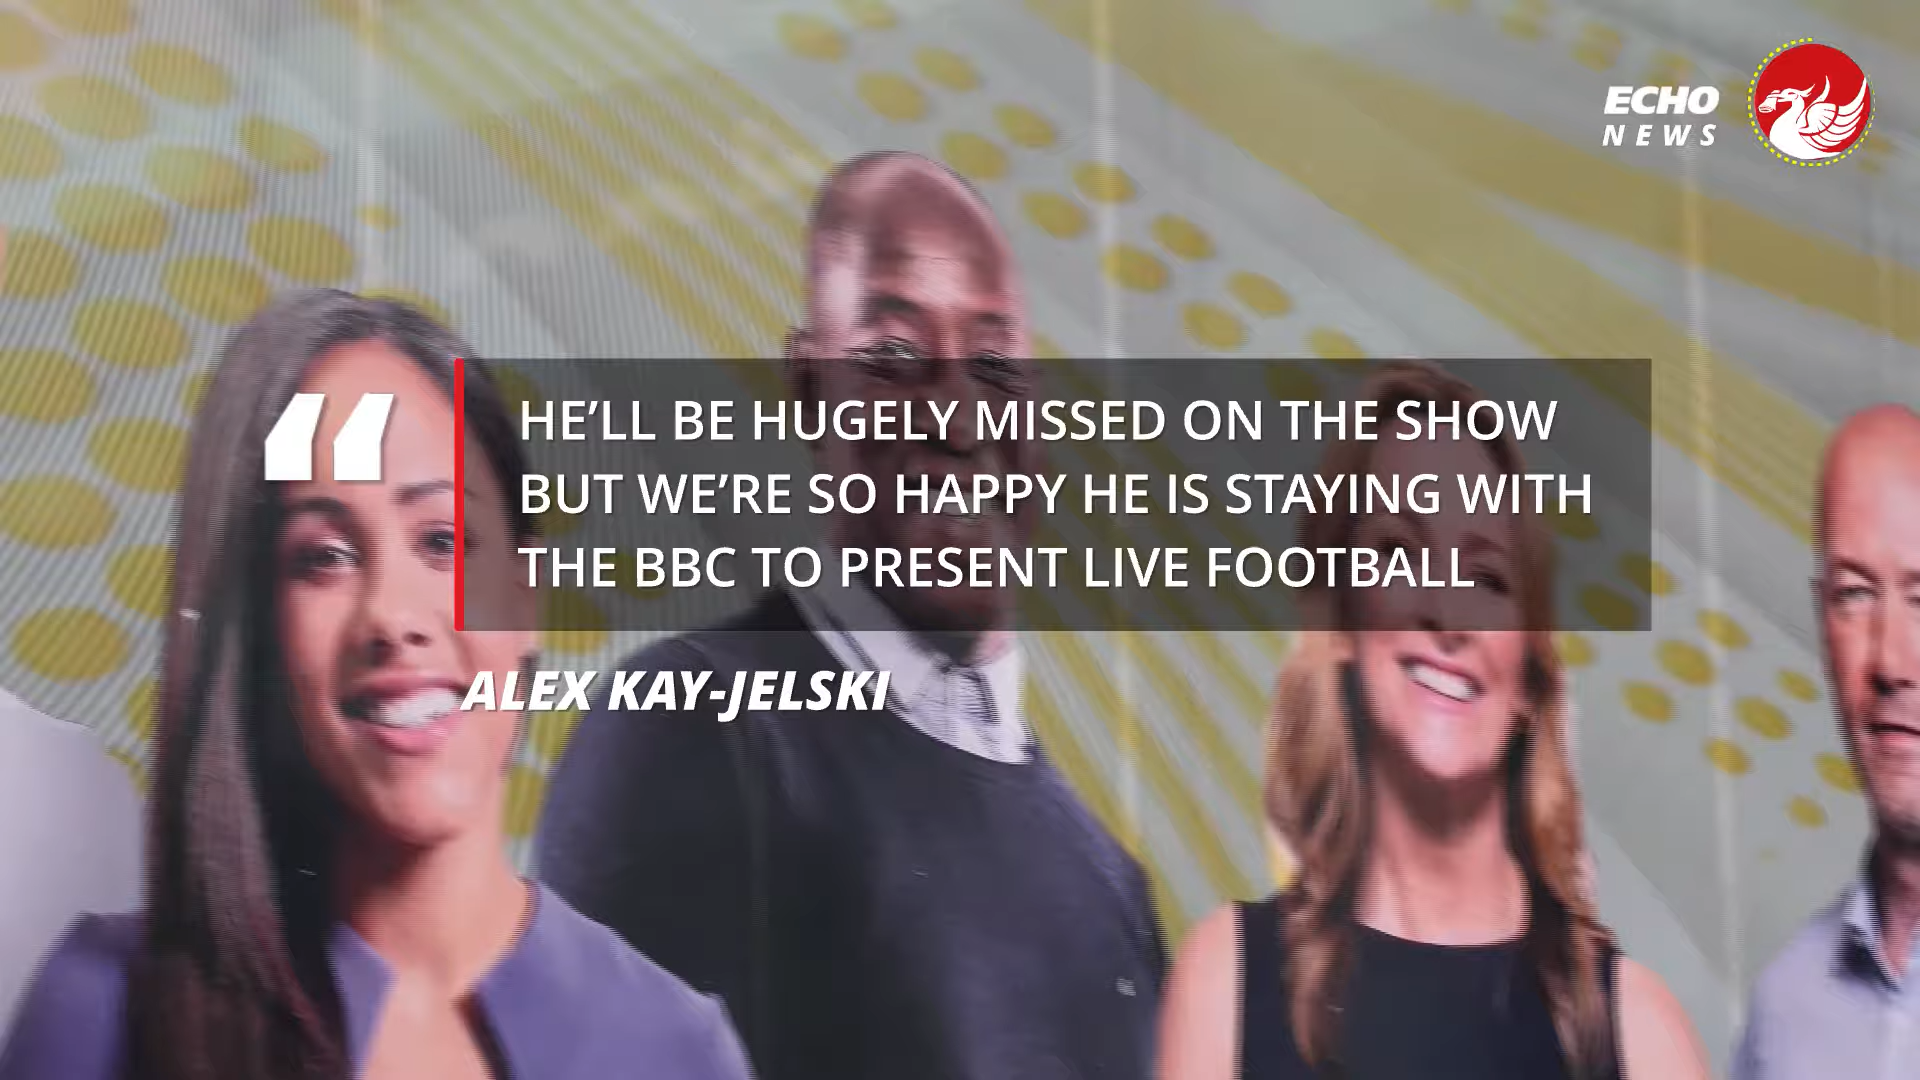 ECHO
NEWS
“
HE’LL BE HUGELY MISSED ON THE SHOW
BUT WE’RE SO HAPPY HE IS STAYING WITH
THE BBC TO PRESENT LIVE FOOTBALL
ALEX KAY-JELSKI